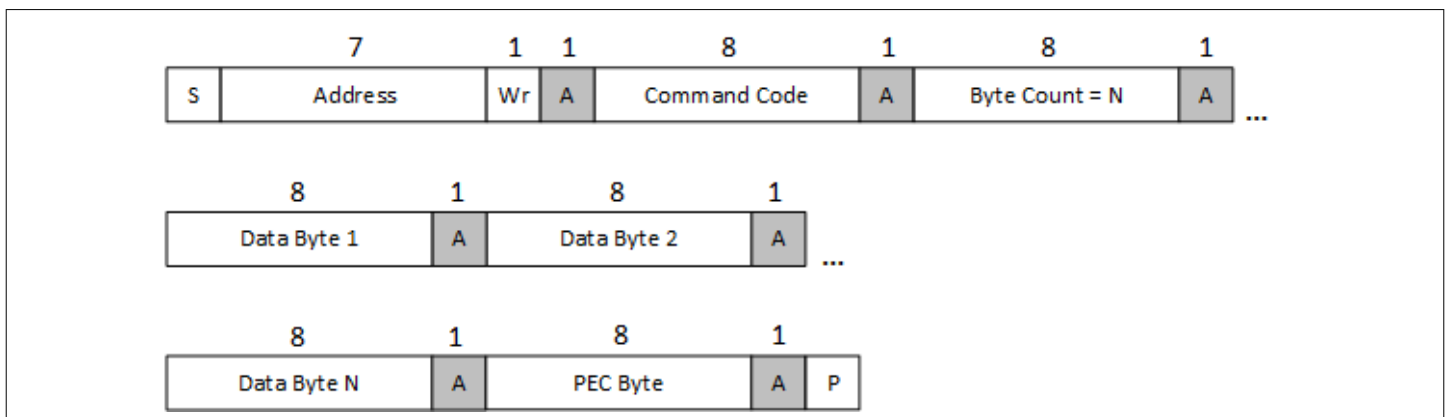 7 1 1 8 1 8 1
S Address Wr A Command Code A Byte Count = N A ...
8 1 8 1
Data Byte 1 A Data Byte 2 A ...
8 1 8 1
Data Byte N A PEC Byte A P